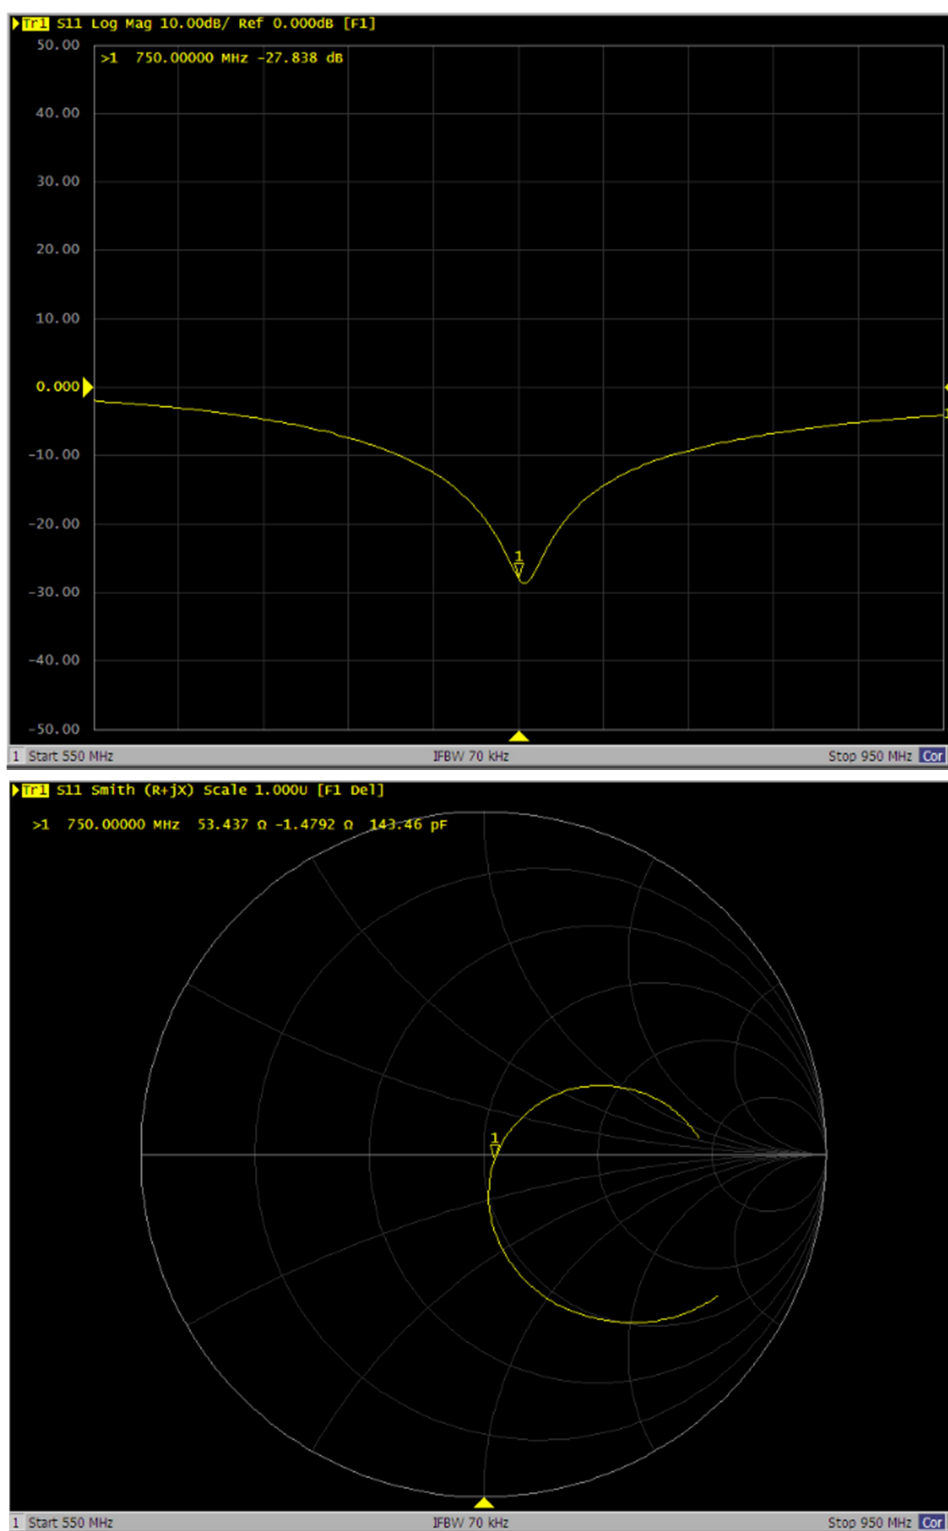 Tr1 S11 Log Mag 10.00dB/ Ref 0.000dB [F1]
50.00
>1 750.00000 MHz -27.838 dB
40.00
30.00
20.00
10.00
0.000
1
-10.00
-20.00
1
-30.00
-40.00
-50.00
1 Start 550 MHz IFBW 70 kHz Stop 950 MHz Cor
Tr1 S11 Smith (R+jX) Scale 1.000U [F1 Del]
>1 750.00000 MHz 53.437 Ω -1.4792 Ω 143.46 pF
1
1 Start 550 MHz IFBW 70 kHz Stop 950 MHz Cor